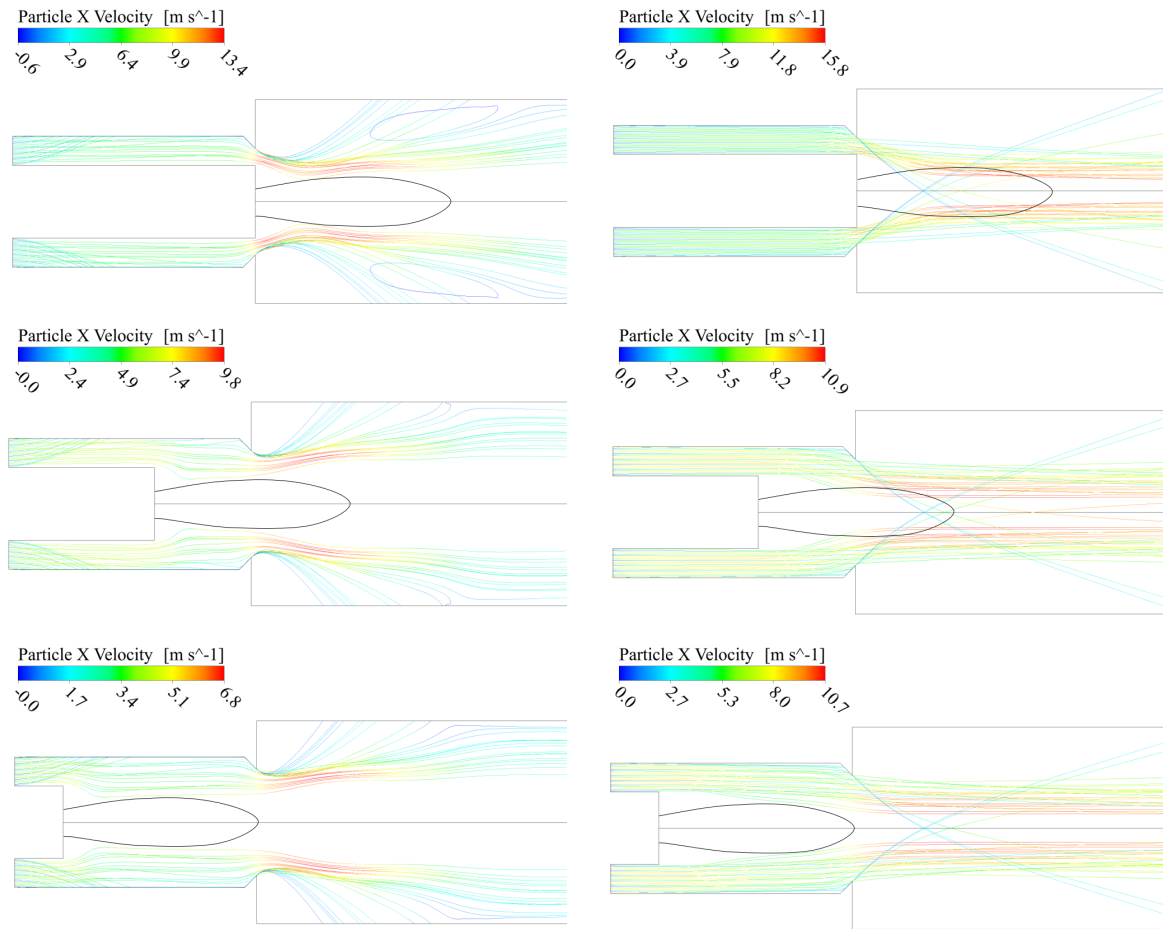 Particle X Velocity [m s^-1]
-0.6 2.9 6.4 9.9 13.4
Particle X Velocity [m s^-1]
0.0 3.9 7.9 11.8 15.8
Particle X Velocity [m s^-1]
-0.0 2.4 4.9 7.4 9.8
Particle X Velocity [m s^-1]
0.0 2.7 5.5 8.2 10.9
Particle X Velocity [m s^-1]
-0.0 1.7 3.4 5.1 6.8
Particle X Velocity [m s^-1]
0.0 2.7 5.3 8.0 10.7